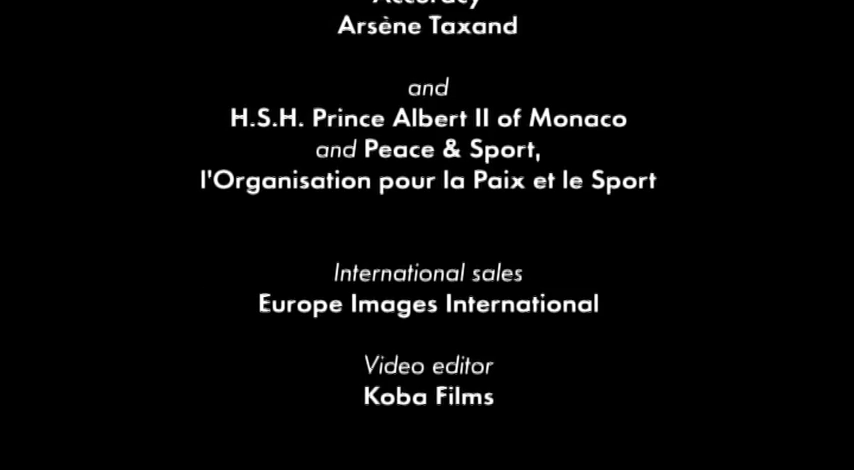 Accuracy
Arsène Taxand
and
H.S.H. Prince Albert II of Monaco
and Peace & Sport,
l'Organisation pour la Paix et le Sport
International sales
Europe Images International
Video editor
Koba Films